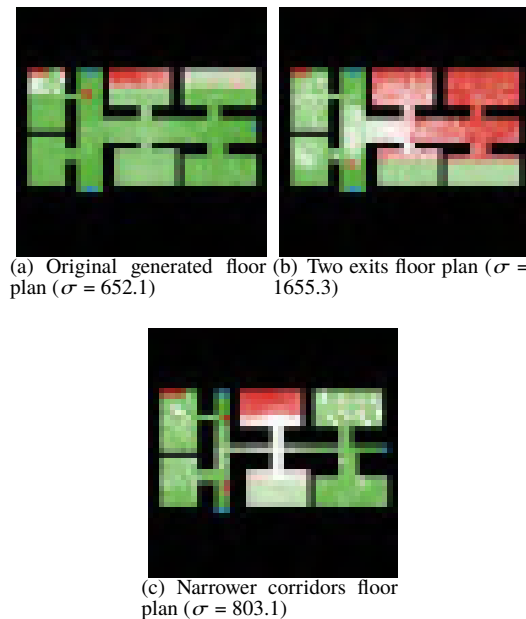 (a) Original generated floor
plan (σ = 652.1)
(b) Two exits floor plan (σ =
1655.3)
(c) Narrower corridors floor
plan (σ = 803.1)